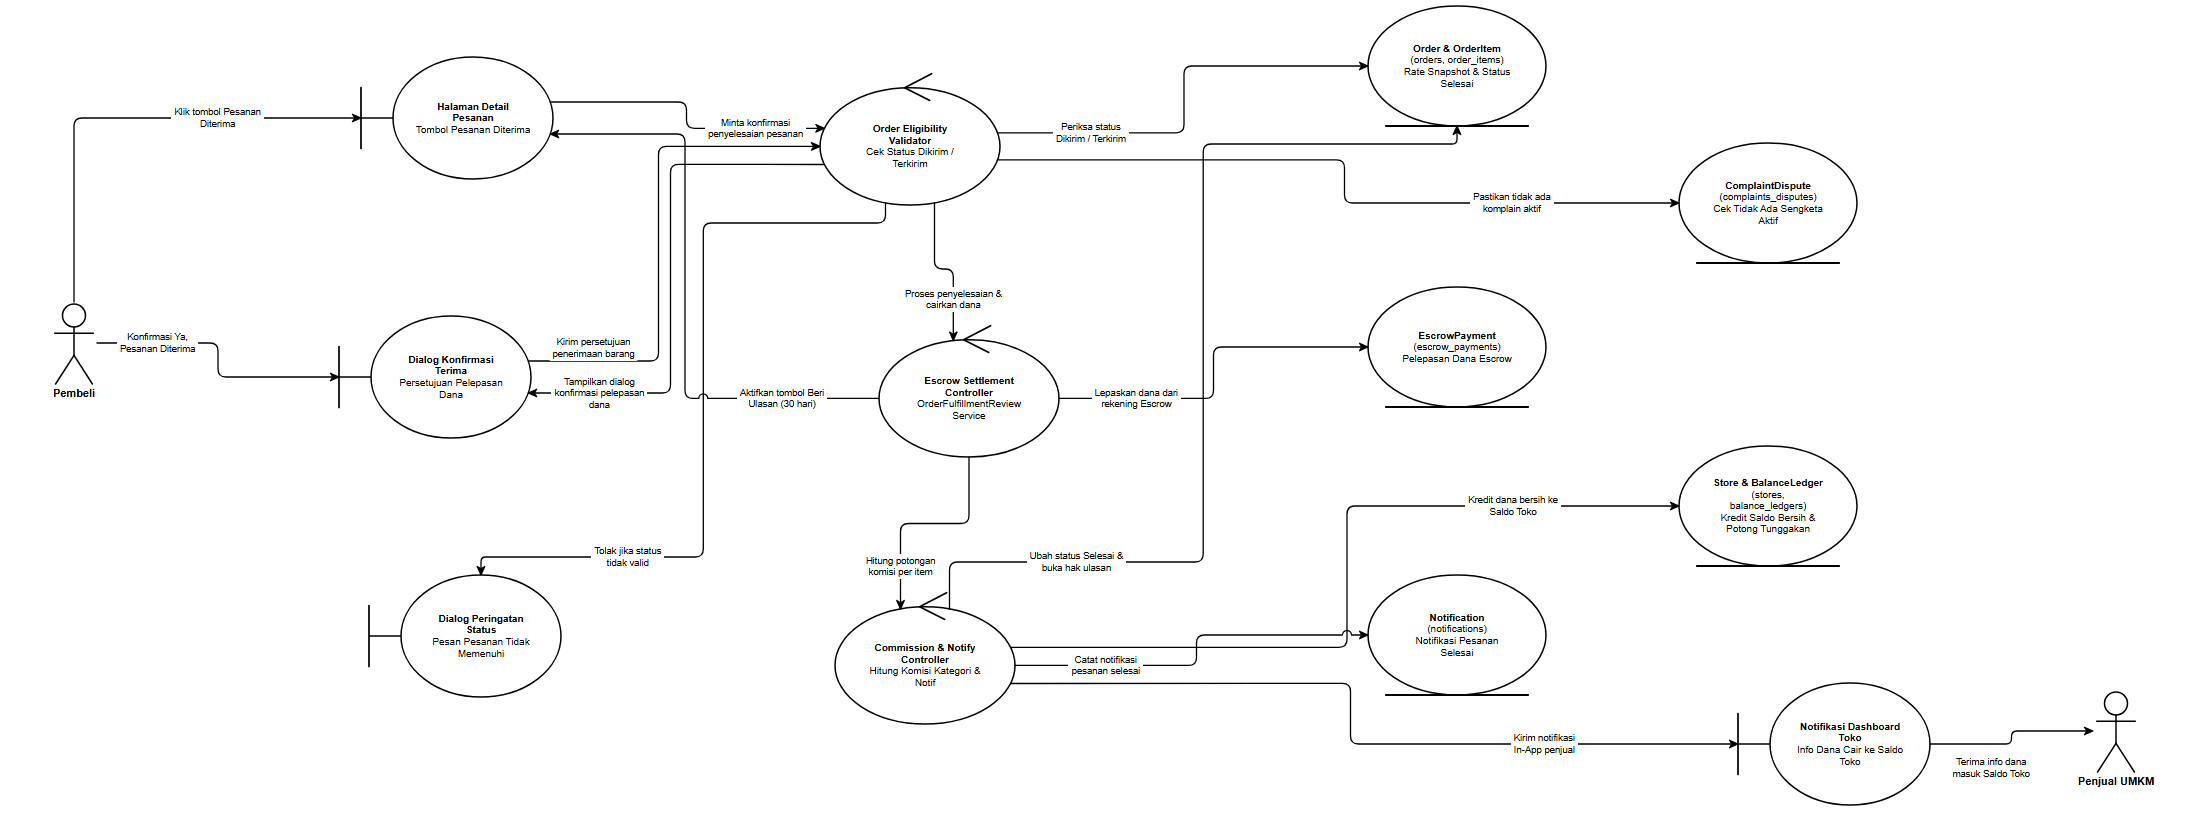 Order & OrderItem
(orders, order_items)
Rate Snapshot & Status
Selesai
Klik tombol Pesanan
Diterima
Halaman Detail
Pesanan
Tombol Pesanan Diterima
Minta konfirmasi
penyelesaian pesanan
Order Eligibility
Validator
Cek Status Dikirim /
Terkirim
Periksa status
Dikirim / Terkirim
Pastikan tidak ada
komplain aktif
ComplaintDispute
(complaints_disputes)
Cek Tidak Ada Sengketa
Aktif
Proses penyelesaian &
cairkan dana
Konfirmasi Ya,
Pesanan Diterima
Pembeli
Dialog Konfirmasi
Terima
Persetujuan Pelepasan
Dana
Kirim persetujuan
penerimaan barang
Tampilkan dialog
konfirmasi pelepasan
dana
Aktifkan tombol Beri
Ulasan (30 hari)
Escrow Settlement
Controller
OrderFulfillmentReview
Service
Lepaskan dana dari
rekening Escrow
EscrowPayment
(escrow_payments)
Pelepasan Dana Escrow
Kredit dana bersih ke
Saldo Toko
Store & BalanceLedger
(stores,
balance_ledgers)
Kredit Saldo Bersih &
Potong Tunggakan
Tolak jika status
tidak valid
Hitung potongan
komisi per item
Ubah status Selesai &
buka hak ulasan
Dialog Peringatan
Status
Pesan Pesanan Tidak
Memenuhi
Commission & Notify
Controller
Hitung Komisi Kategori &
Notif
Catat notifikasi
pesanan selesai
Notification
(notifications)
Notifikasi Pesanan
Selesai
Kirim notifikasi
In-App penjual
Notifikasi Dashboard
Toko
Info Dana Cair ke Saldo
Toko
Terima info dana
masuk Saldo Toko
Penjual UMKM